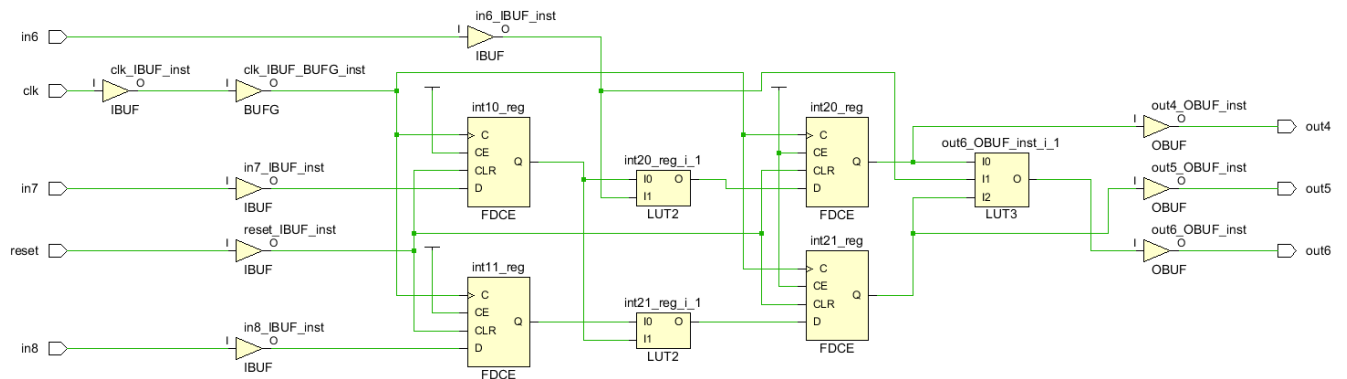 in6_IBUF_inst
in6
I
O
IBUF
clk_IBUF_inst
clk_IBUF_BUFG_inst
clk
I
O
I
O
IBUF
BUFG
int10_reg
C
CE
CLR
D
Q
FDCE
int20_reg
C
CE
CLR
D
Q
FDCE
out4_OBUF_inst
I
O
OBUF
out4
out6_OBUF_inst_i_1
I0
I1
I2
O
LUT3
in7_IBUF_inst
in7
I
O
IBUF
int20_reg_i_1
I0
I1
O
LUT2
out5_OBUF_inst
I
O
OBUF
out5
reset_IBUF_inst
reset
I
O
IBUF
int21_reg
C
CE
CLR
D
Q
FDCE
out6_OBUF_inst
I
O
OBUF
out6
int11_reg
C
CE
CLR
D
Q
FDCE
int21_reg_i_1
I0
I1
O
LUT2
in8_IBUF_inst
in8
I
O
IBUF